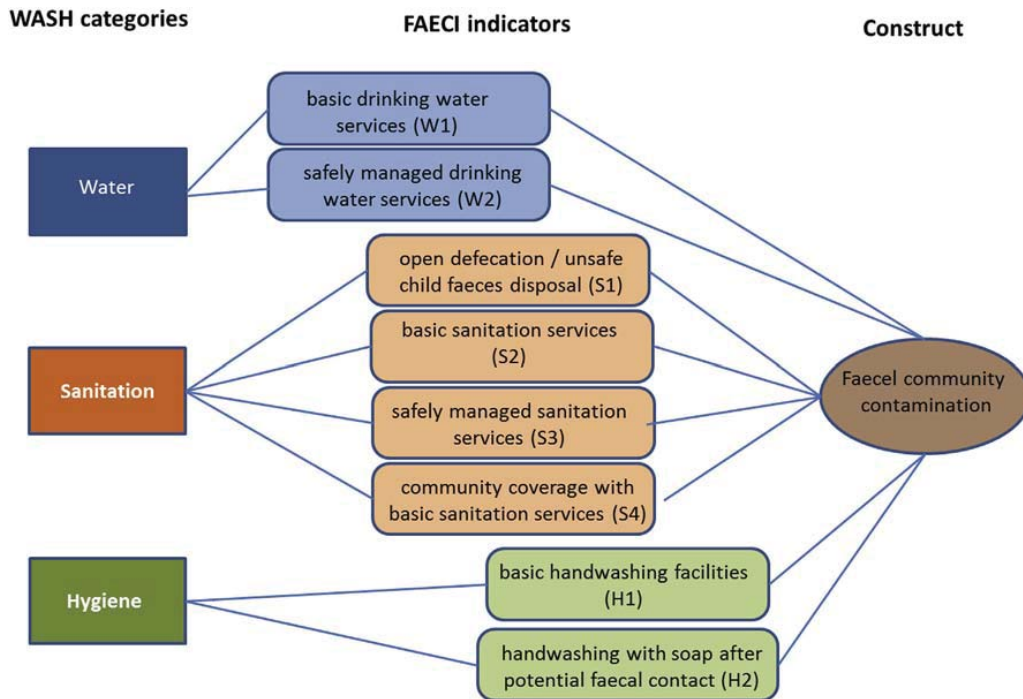 WASH categories
FAECI indicators
Construct
Water
basic drinking water
services (W1)
safely managed drinking
water services (W2)
Sanitation
open defecation / unsafe
child faeces disposal (S1)
basic sanitation services
(S2)
safely managed sanitation
services (S3)
community coverage with
basic sanitation services (S4)
Hygiene
basic handwashing facilities
(H1)
handwashing with soap after
potential faecal contact (H2)
Faecel community
contamination